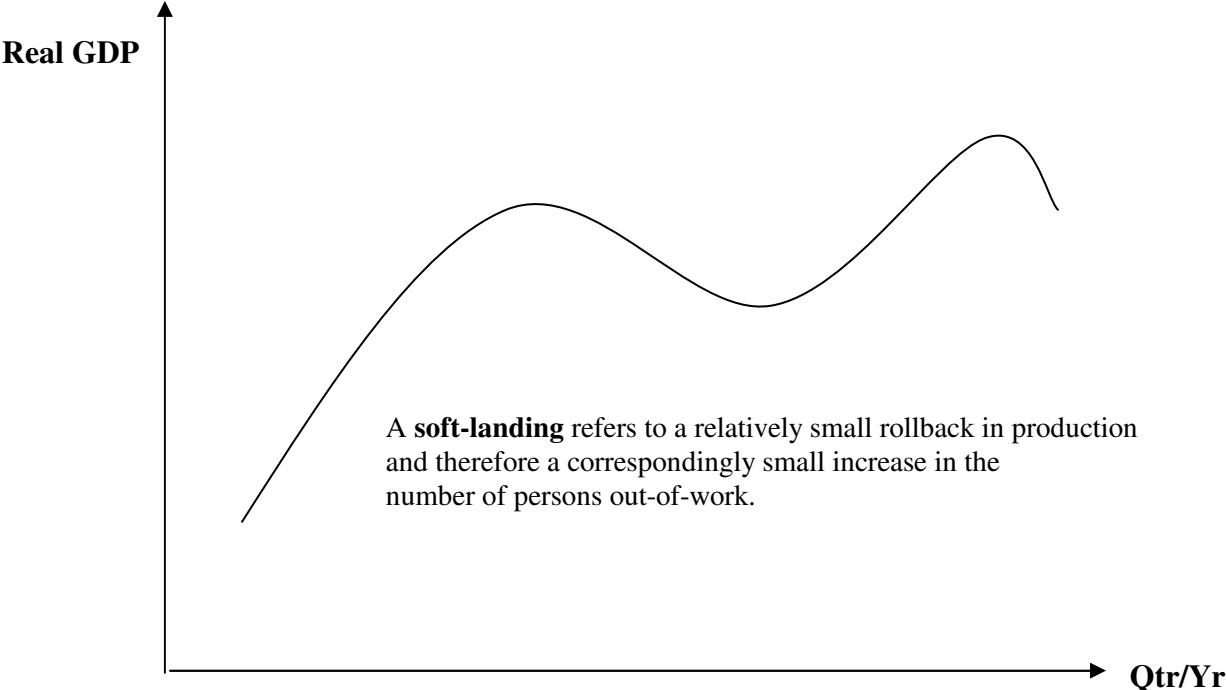 Real GDP
A soft-landing refers to a relatively small rollback in production
and therefore a correspondingly small increase in the
number of persons out-of-work.
Qtr/Yr